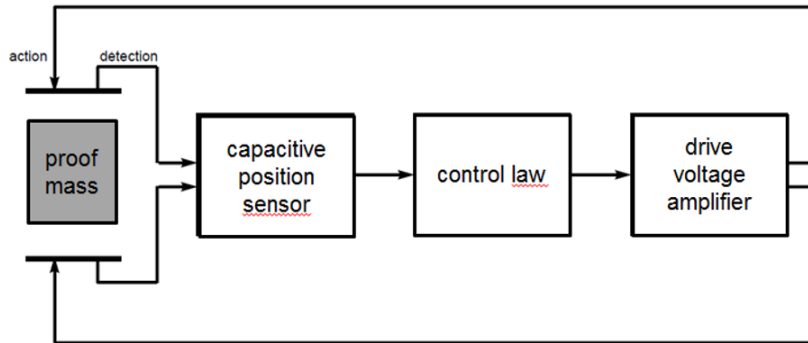 action
detection
proof
mass
capacitive
position
sensor
control law
drive
voltage
amplifier